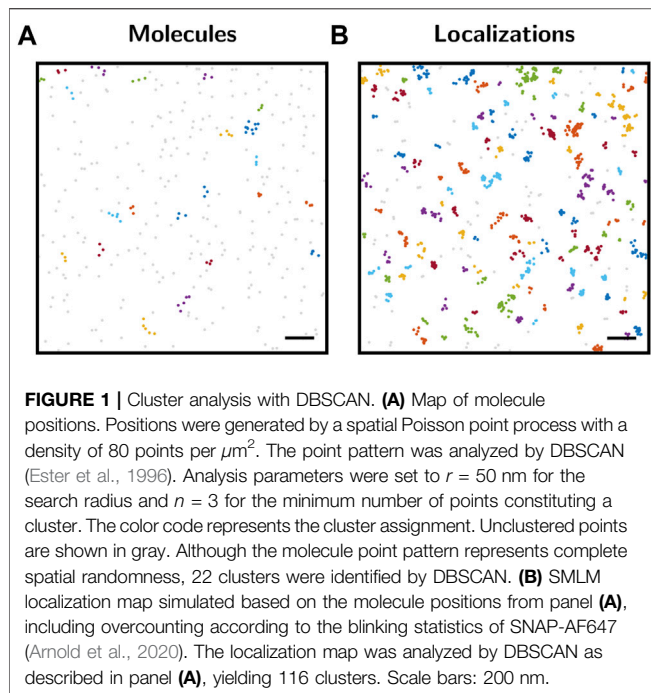 A Molecules B Localizations
FIGURE 1 | Cluster analysis with DBSCAN. (A) Map of molecule
positions. Positions were generated by a spatial Poisson point process with a
density of 80 points per µm². The point pattern was analyzed by DBSCAN
(Ester et al., 1996). Analysis parameters were set to r = 50 nm for the
search radius and n = 3 for the minimum number of points constituting a
cluster. The color code represents the cluster assignment. Unclustered points
are shown in gray. Although the molecule point pattern represents complete
spatial randomness, 22 clusters were identified by DBSCAN. (B) SMLM
localization map simulated based on the molecule positions from panel (A),
including overcounting according to the blinking statistics of SNAP-AF647
(Arnold et al., 2020). The localization map was analyzed by DBSCAN as
described in panel (A), yielding 116 clusters. Scale bars: 200 nm.